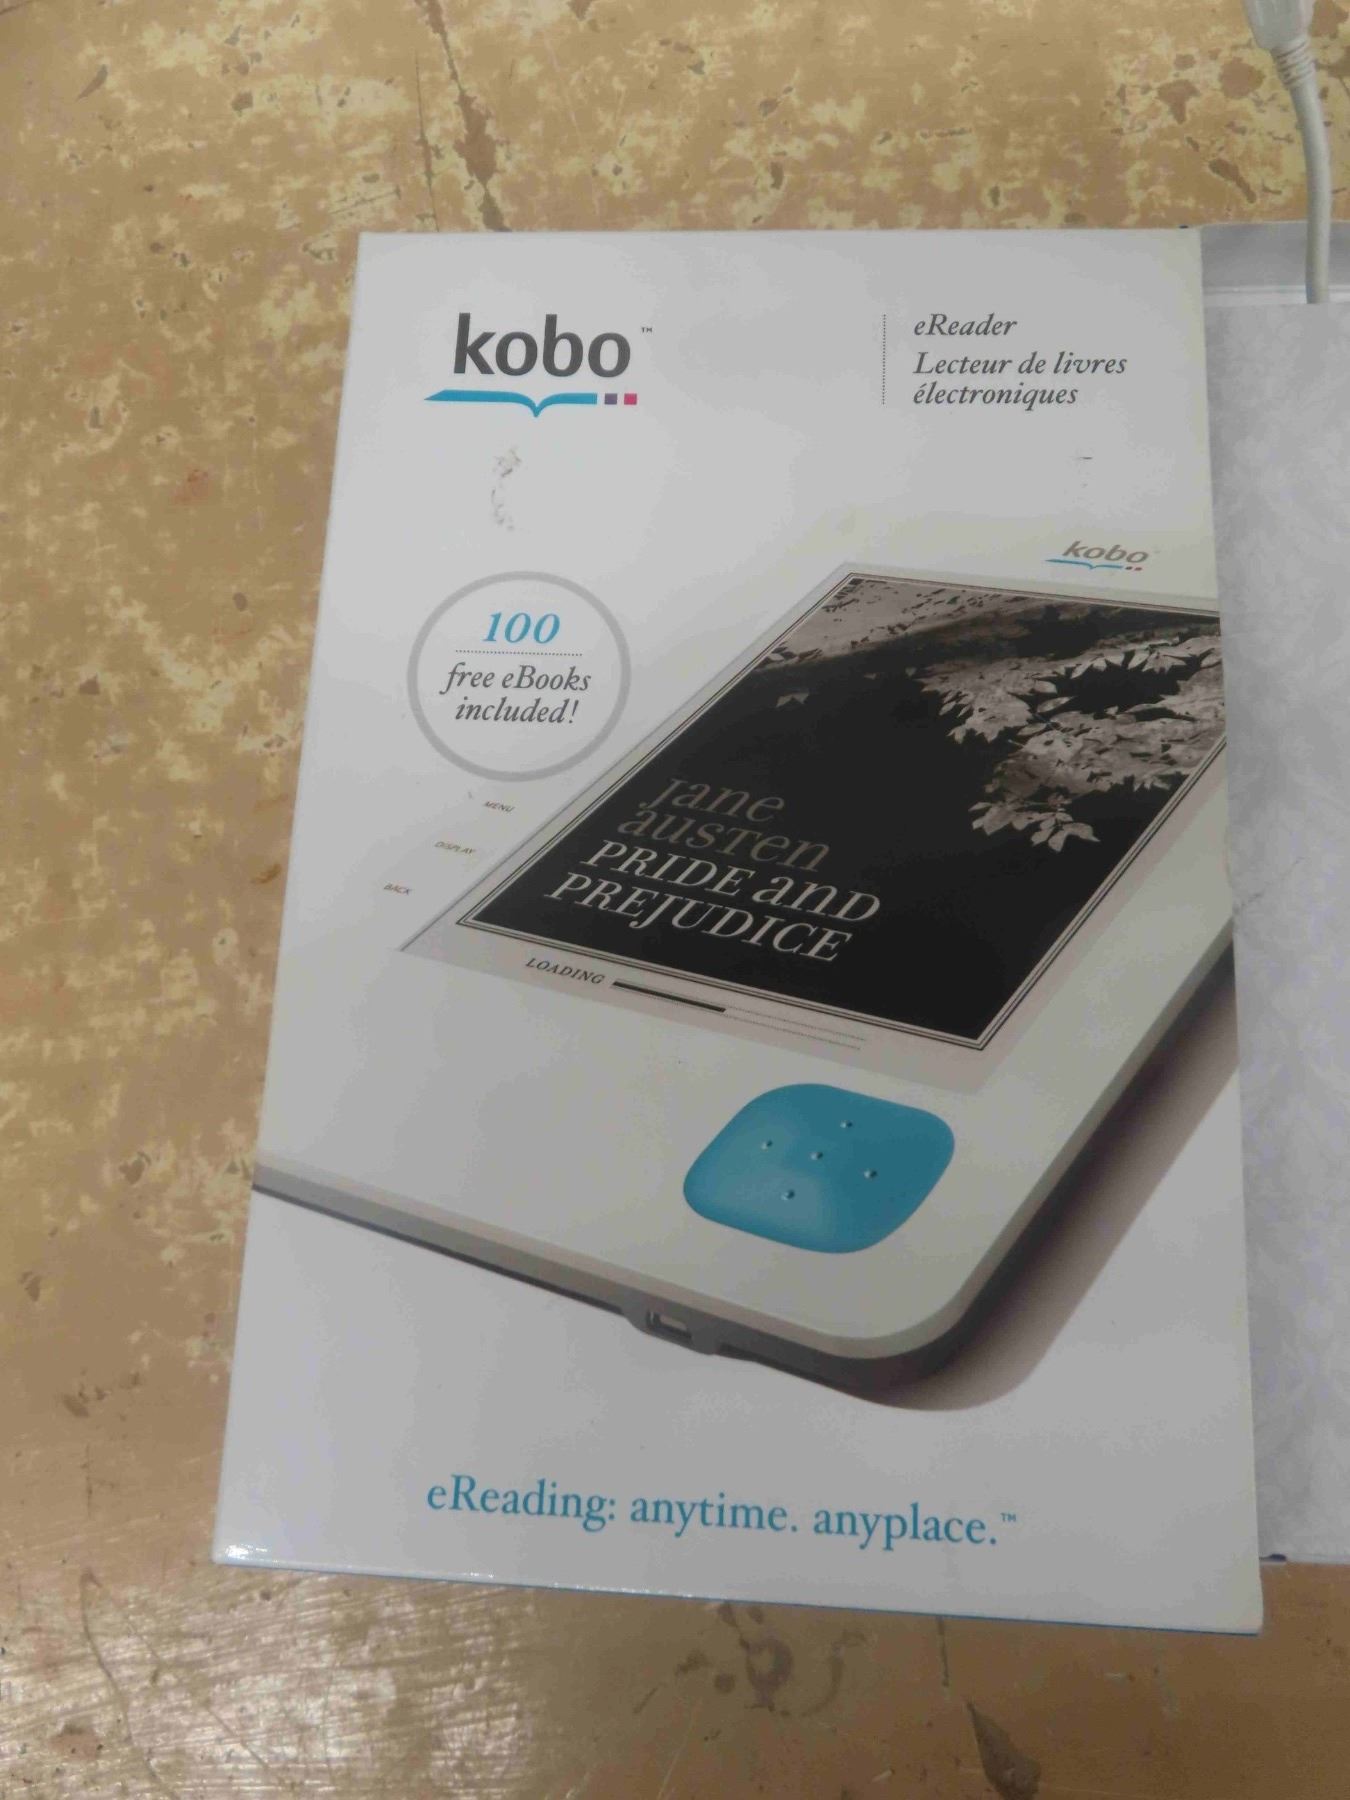 kobo™
eReader
Lecteur de livres
électroniques
kobo
100
free eBooks
included!
MENU
DISPLAY
BACK
Jane
Austen
PRIDE and
PREJUDICE
LOADING
eReading: anytime. anyplace.™